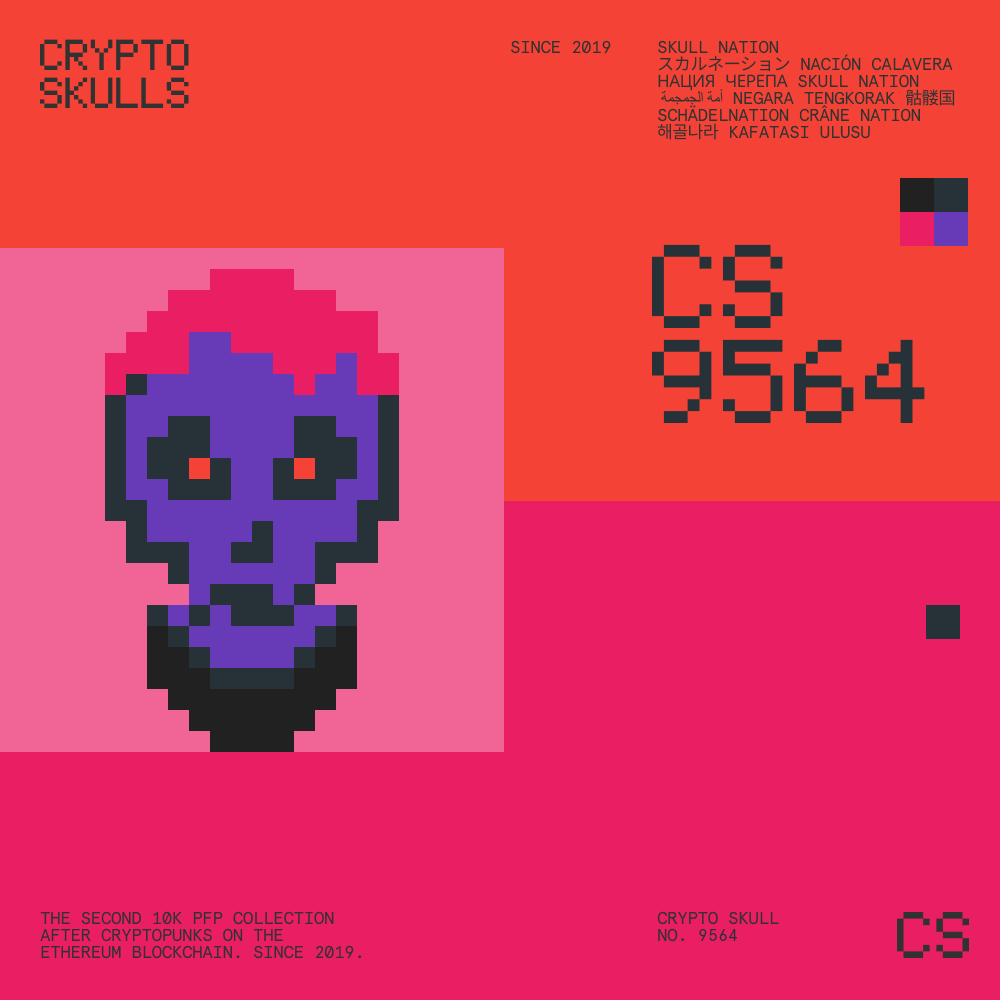 CRYPTO
SKULLS
SINCE 2019
SKULL NATION
スカルネーション NACIÓN CALAVERA
НАЦИЯ ЧЕРЕПА SKULL NATION
أمة الجمجمة NEGARA TENGKORAK 骷髅国
SCHÄDELNATION CRÂNE NATION
해골나라 KAFATASI ULUSU
CS
9564
THE SECOND 10K PFP COLLECTION
AFTER CRYPTOPUNKS ON THE
ETHEREUM BLOCKCHAIN. SINCE 2019.
CRYPTO SKULL
NO. 9564
CS